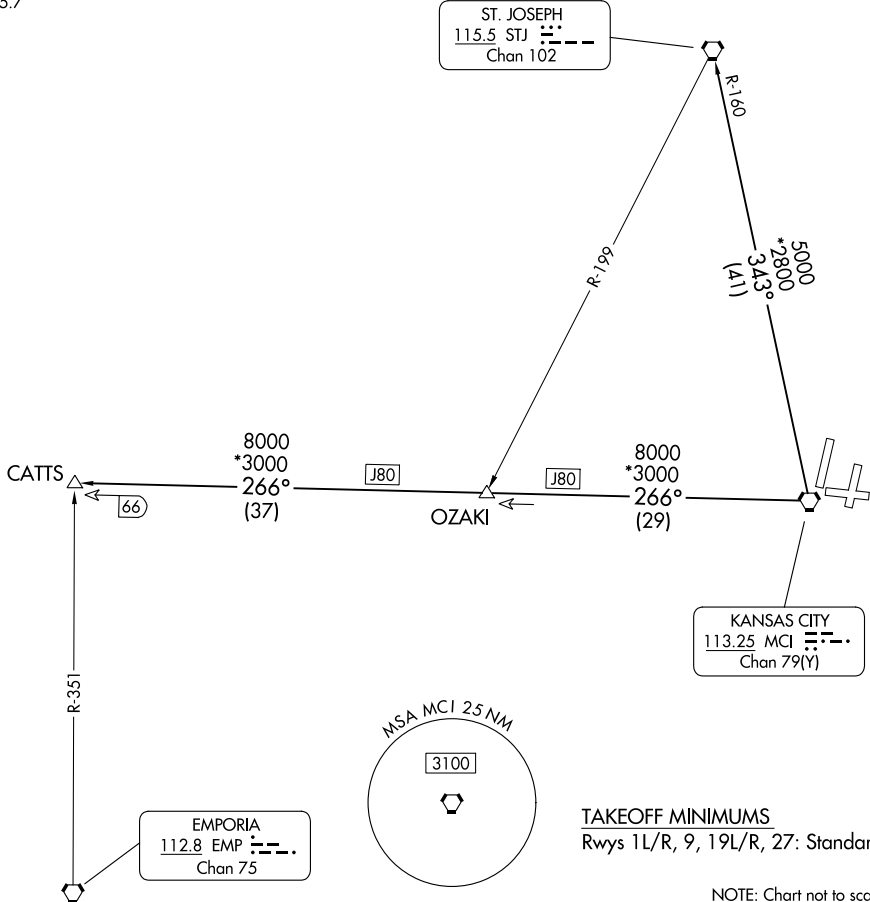 ST. JOSEPH
115.5 STJ
Chan 102
R-160
R-199
5000
*2800
343°
(41)
8000
*3000
266°
(37)
J80
CATTS
66
OZAKI
J80
8000
*3000
266°
(29)
KANSAS CITY
113.25 MCI
Chan 79(Y)
R-351
MSA MCI 25 NM
3100
EMPORIA
112.8 EMP
Chan 75
TAKEOFF MINIMUMS
Rwys 1L/R, 9, 19L/R, 27: Standar
NOTE: Chart not to sca